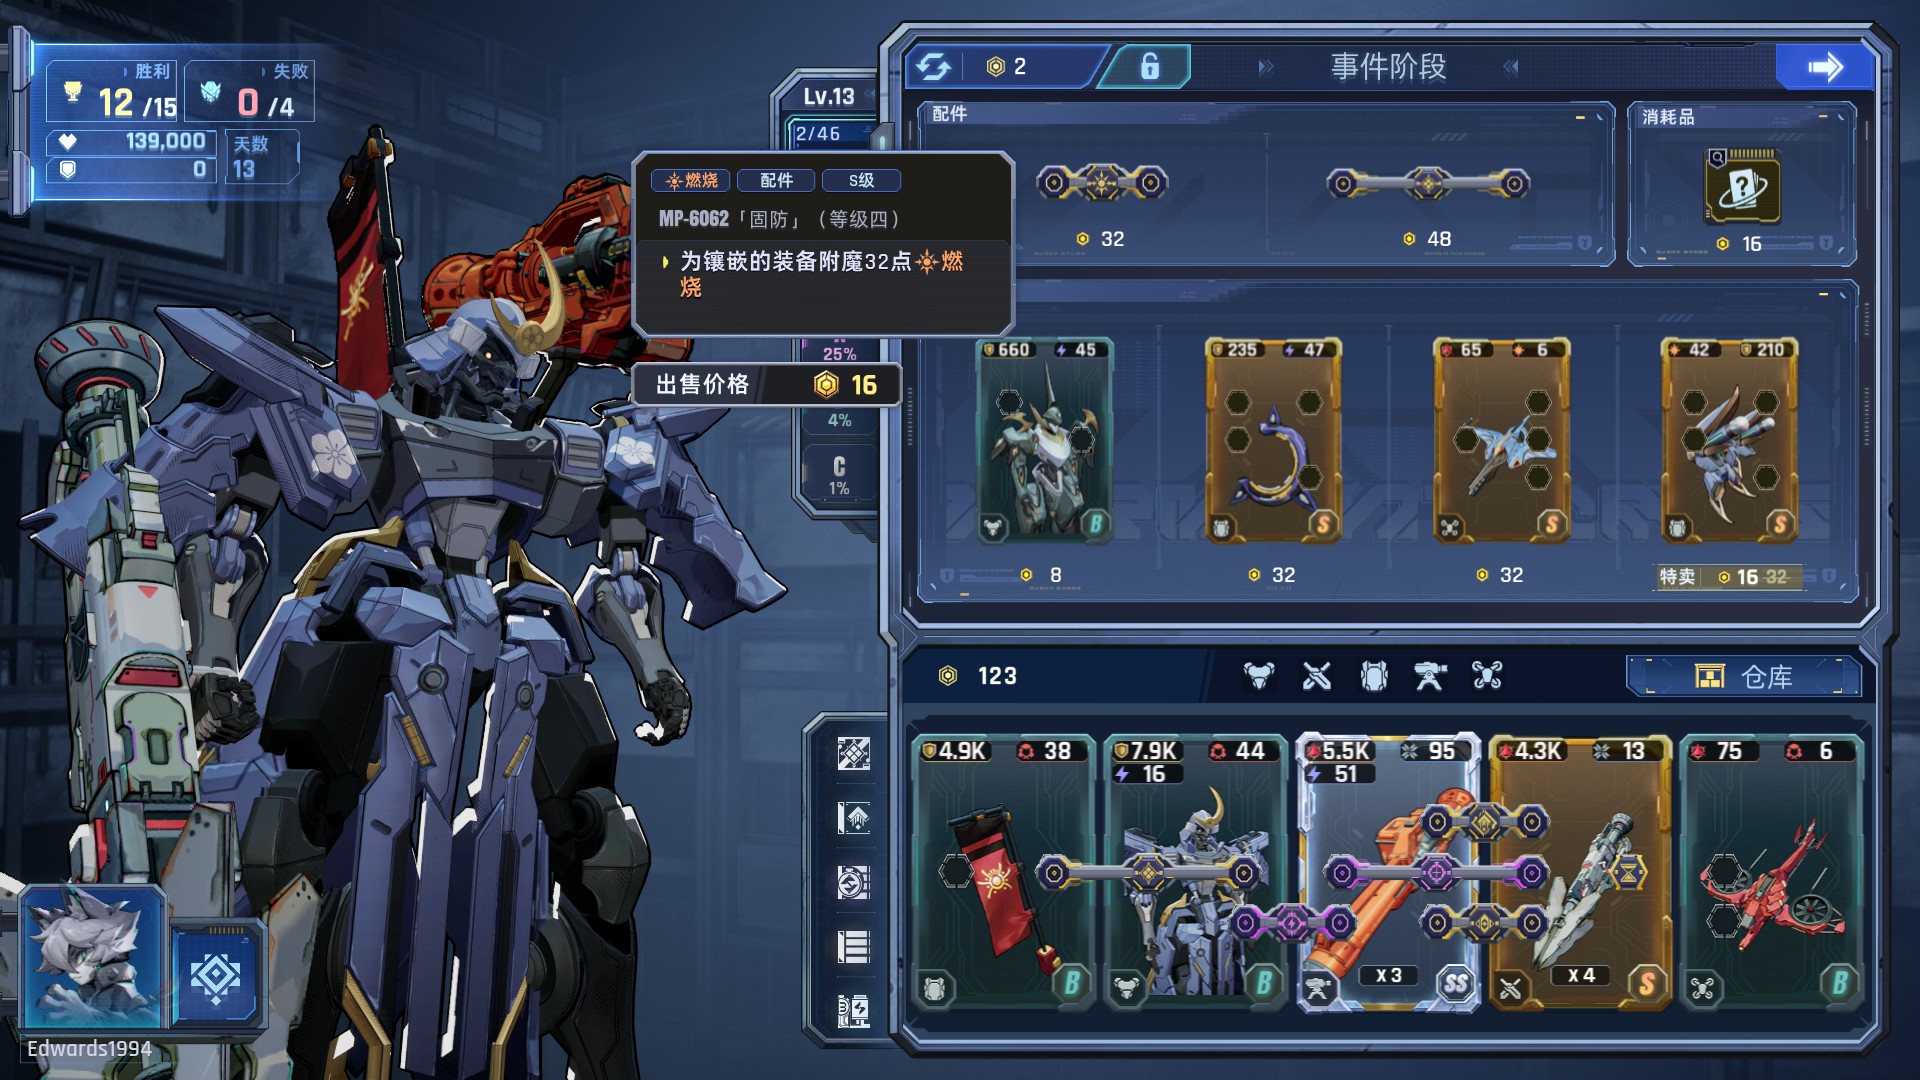 胜利
12 /15
失败
0 /4
139,000
0
天数
13
Lv.13
2/46
25%
4%
C
1%
燃烧
配件
S级
MP-6062「固防」（等级四）
为镶嵌的装备附魔32点燃
烧
出售价格
16
2
事件阶段
配件
32
48
消耗品
16
660
45
B
8
235
47
S
32
65
6
S
32
42
210
S
特卖
16 32
123
仓库
4.9K
38
B
7.9K
44
16
B
5.5K
95
51
x3
SS
4.3K
13
x4
S
75
6
B
Edwards1994